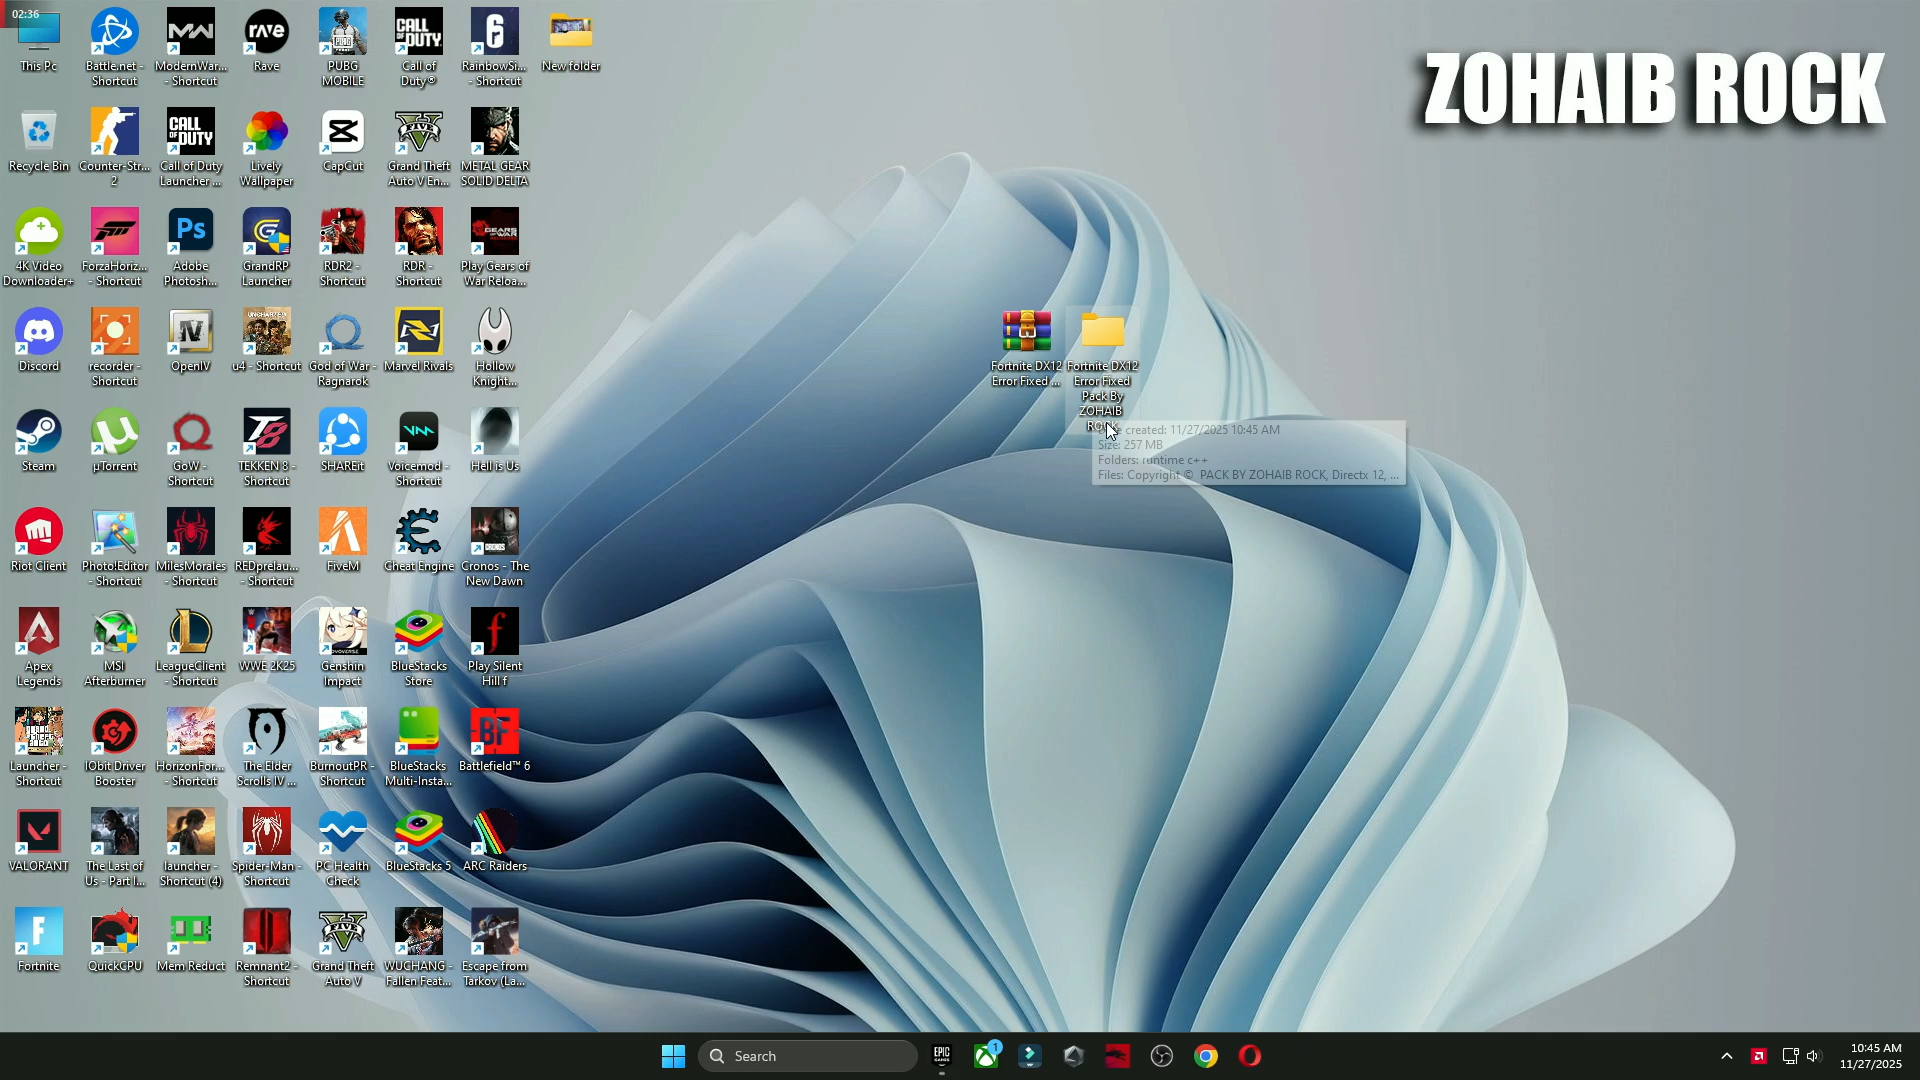 02:36
ZOHAIB ROCK
This Pc
Battle.net -
Shortcut
ModernWar...
- Shortcut
Rave
PUBG
MOBILE
Call of
Duty®
RainbowSi...
- Shortcut
New folder
Recycle Bin
Counter-Str...
2
Call of Duty
Launcher ...
Lively
Wallpaper
CapCut
Grand Theft
Auto V En...
METAL GEAR
SOLID DELTA
4K Video
Downloader+
ForzaHoriz...
- Shortcut
Adobe
Photosh...
GrandRP
Launcher
RDR2 -
Shortcut
RDR -
Shortcut
Play Gears of
War Reloa...
Discord
recorder -
Shortcut
OpenIV
u4 - Shortcut
God of War -
Ragnarok
Marvel Rivals
Hollow
Knight...
Fortnite DX12
Error Fixed ...
Fortnite DX12
Error Fixed
Pack By
ZOHAIB
ROCK
Date created: 11/27/2025 10:45 AM
Size: 257 MB
Folders: runtime c++
Files: Copyright © PACK BY ZOHAIB ROCK, Directx 12, ...
Steam
µTorrent
GoW -
Shortcut
TEKKEN 8 -
Shortcut
SHAREit
Voicemod -
Shortcut
Hell is Us
Riot Client
Photo!Editor
- Shortcut
MilesMorales
- Shortcut
REDprelau...
- Shortcut
FiveM
Cheat Engine
Cronos - The
New Dawn
Apex
Legends
MSI
Afterburner
LeagueClient
- Shortcut
WWE 2K25
Genshin
Impact
BlueStacks
Store
Play Silent
Hill f
Launcher -
Shortcut
IObit Driver
Booster
HorizonFor...
- Shortcut
The Elder
Scrolls IV ...
BurnoutPR -
Shortcut
BlueStacks
Multi-Insta...
Battlefield™ 6
VALORANT
The Last of
Us - Part I...
launcher -
Shortcut (4)
Spider-Man -
Shortcut
PC Health
Check
BlueStacks 5
ARC Raiders
Fortnite
QuickCPU
Mem Reduct
Remnant2 -
Shortcut
Grand Theft
Auto V
WUCHANG -
Fallen Feat...
Escape from
Tarkov (La...
Search
EPIC
GAMES
1
10:45 AM
11/27/2025